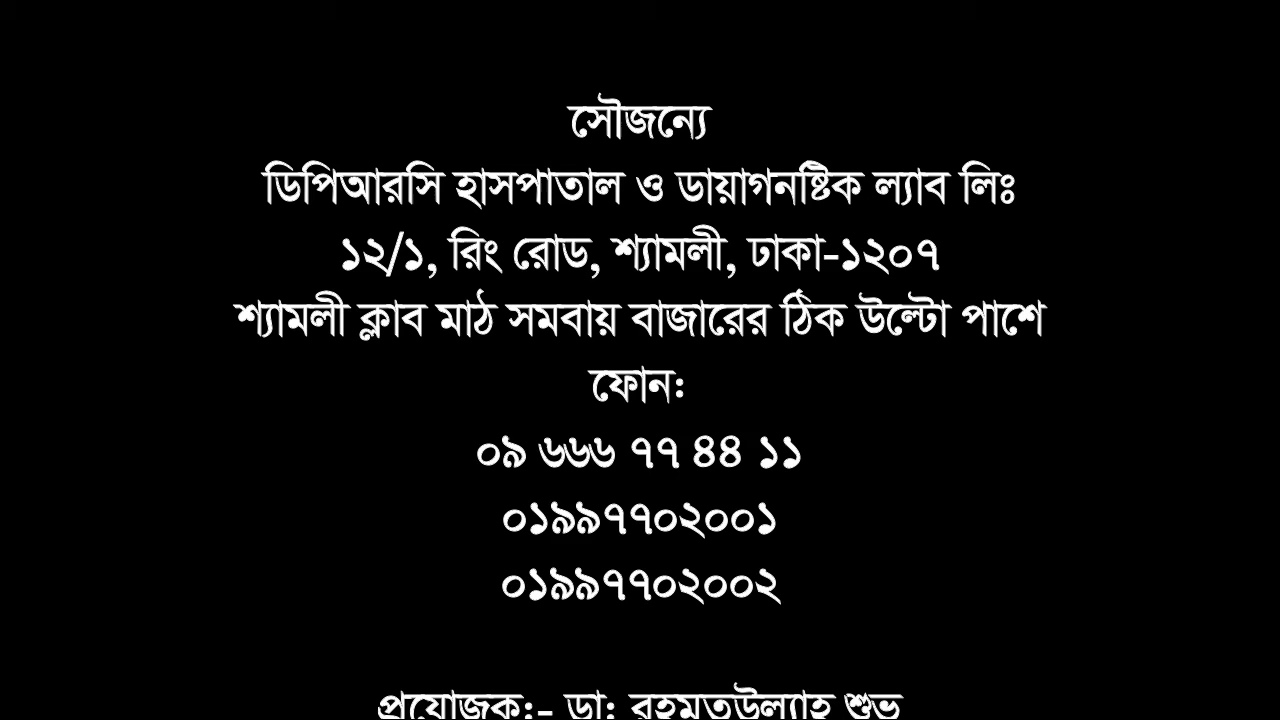 সৌজন্যে
ডিপিআরসি হাসপাতাল ও ডায়াগনষ্টিক ল্যাব লিঃ
১২/১, রিং রোড, শ্যামলী, ঢাকা-১২০৭
শ্যামলী ক্লাব মাঠ সমবায় বাজারের ঠিক উল্টো পাশে
ফোন:
০৯ ৬৬৬ ৭৭ ৪৪ ১১
০১৯৯৭৭০২০০১
০১৯৯৭৭০২০০২
প্রযোজক:- ডা: রহমতউল্যাহ শুভ